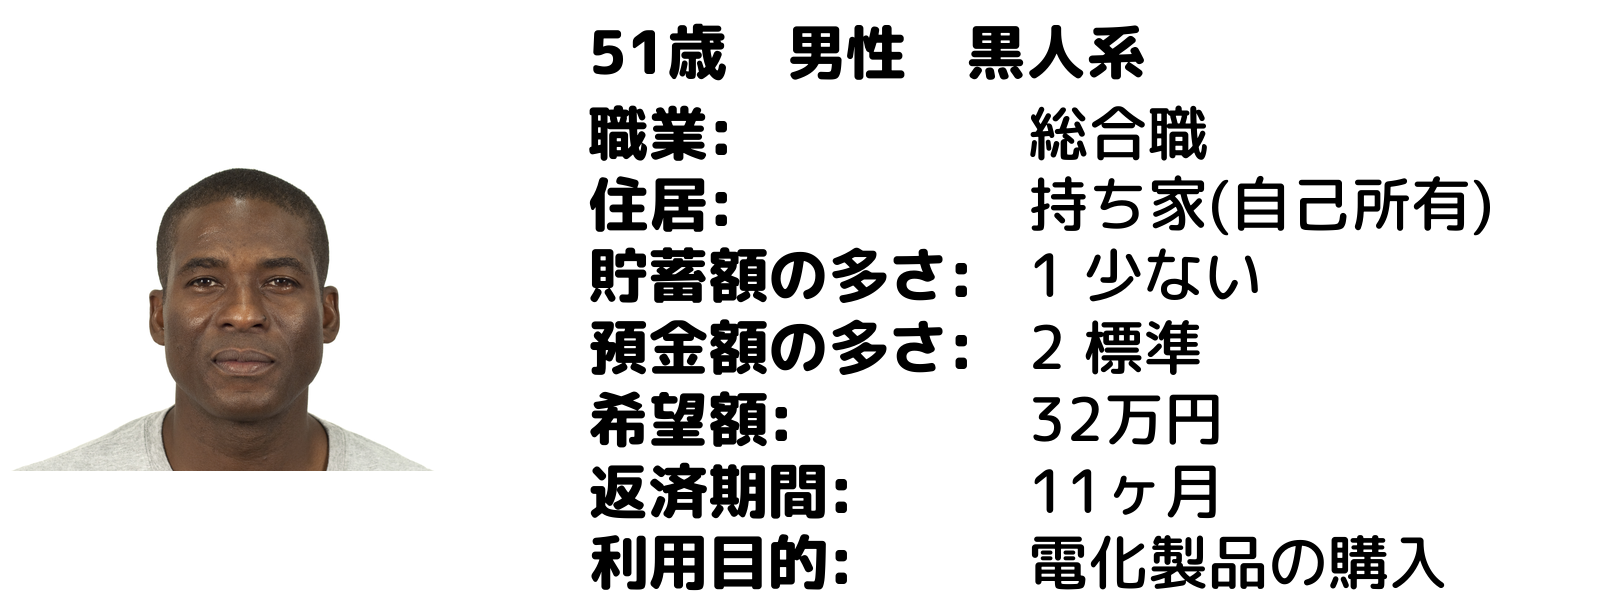 51歳　男性　黒人系
職業: 総合職
住居: 持ち家(自己所有)
貯蓄額の多さ: 1 少ない
預金額の多さ: 2 標準
希望額: 32万円
返済期間: 11ヶ月
利用目的: 電化製品の購入